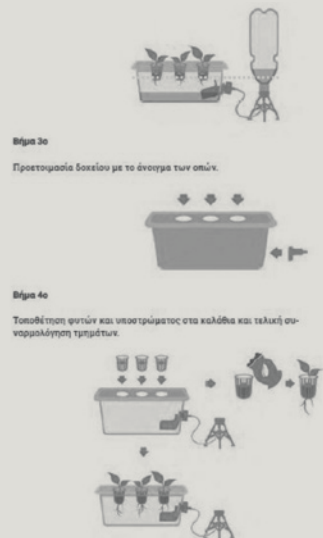 Βήμα 3ο
Προετοιμασία δοχείου με το άνοιγμα των οπών.
Βήμα 4ο
Τοποθέτηση φυτών και υποστρώματος στα καλάθια και τελική συ-
ναρμολόγηση τμημάτων.